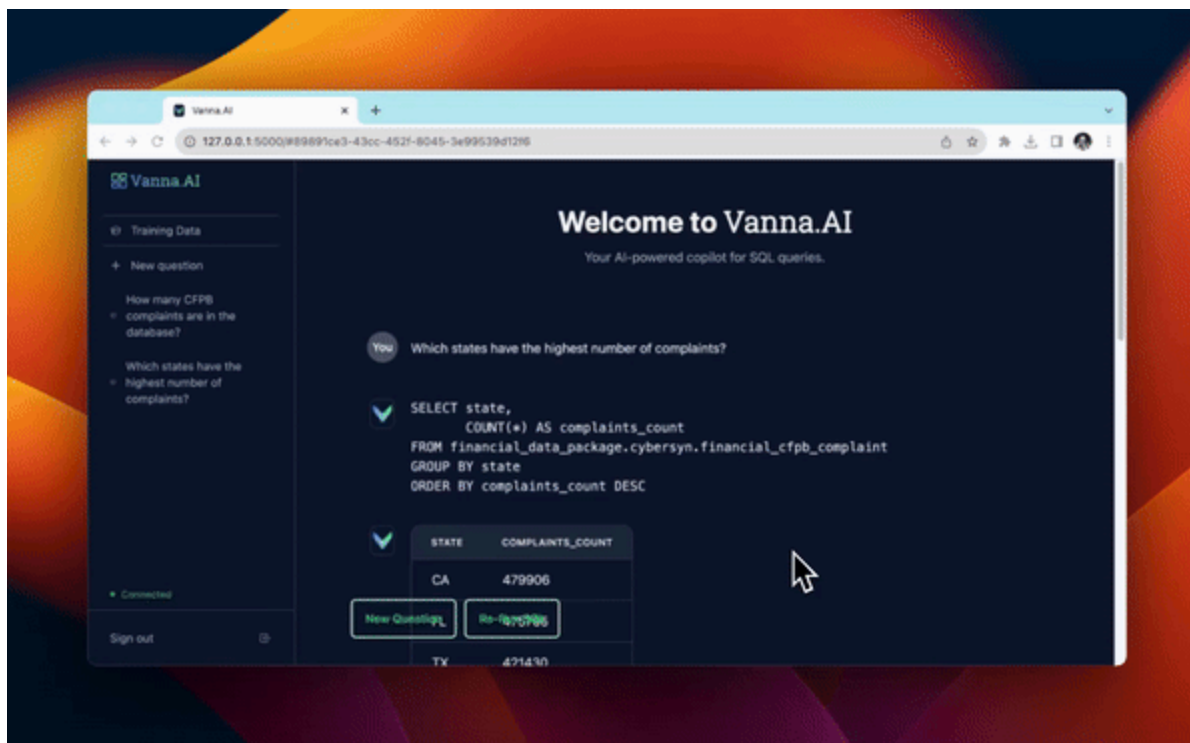 Vanna.AI
127.0.0.1:5000/#89891ce3-43cc-452f-8045-3e99539d12f6
Vanna.AI
Training Data
+ New question
How many CFPB
complaints are in the
database?
Which states have the
highest number of
complaints?
Connected
Sign out
Welcome to Vanna.AI
Your AI-powered copilot for SQL queries.
You
Which states have the highest number of complaints?
SELECT state,
COUNT(*) AS complaints_count
FROM financial_data_package.cybersyn.financial_cfpb_complaint
GROUP BY state
ORDER BY complaints_count DESC
STATE COMPLAINTS_COUNT
CA 479906
New Question
FL
TX 421430